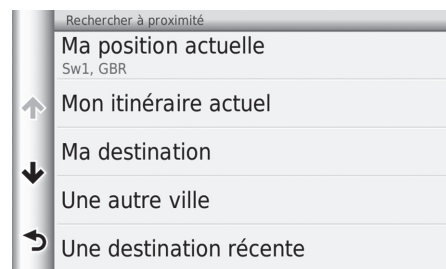 Rechercher à proximité
Ma position actuelle
Sw1, GBR
Mon itinéraire actuel
Ma destination
Une autre ville
Une destination récente